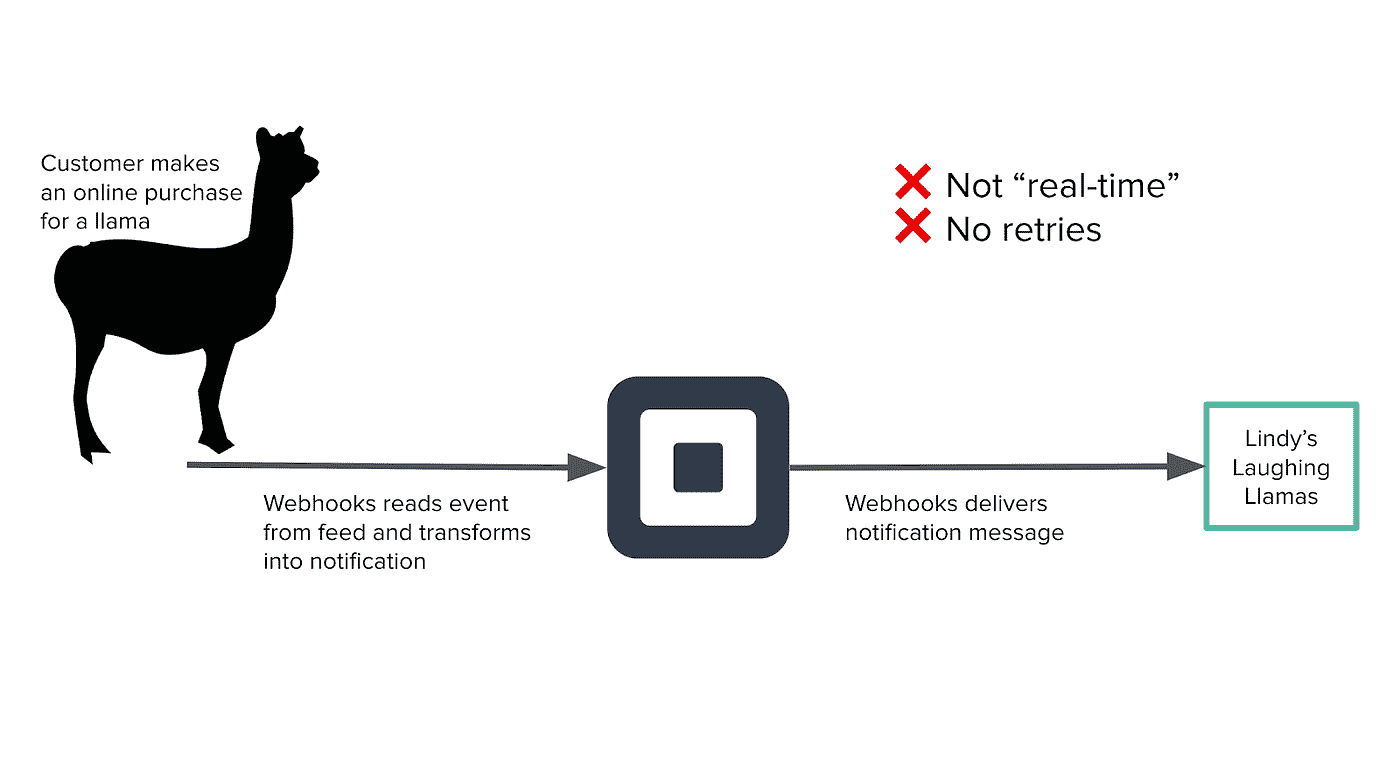 Customer makes
an online purchase
for a llama
Not “real-time”
No retries
Webhooks reads event
from feed and transforms
into notification
Webhooks delivers
notification message
Lindy’s
Laughing
Llamas